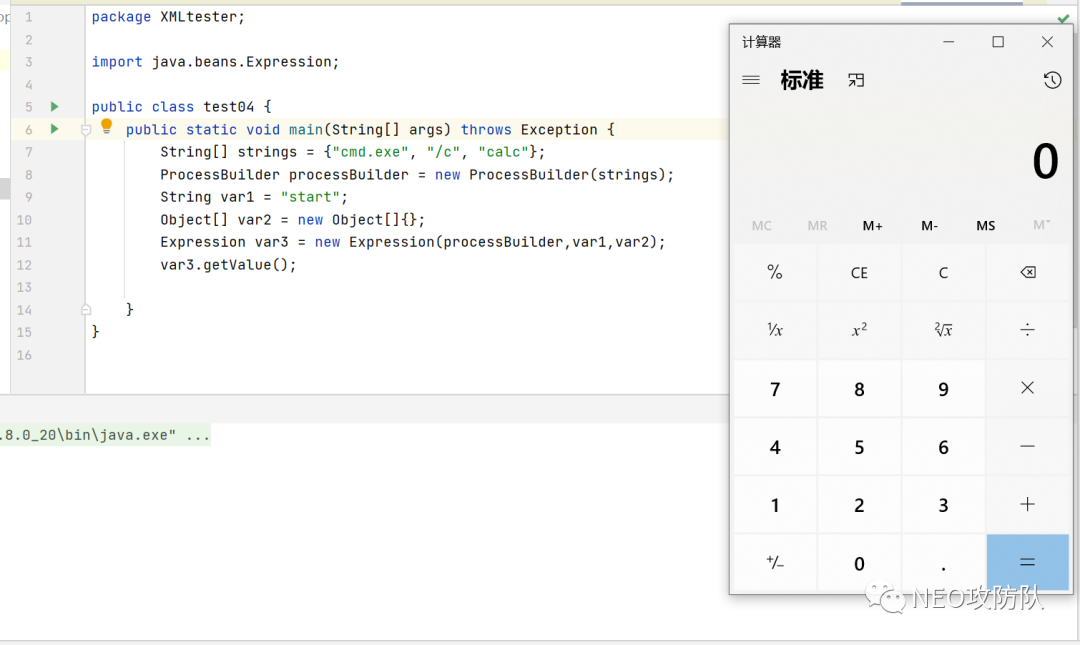 op
1 package XMLtester;
2
3 import java.beans.Expression;
4
5 public class test04 {
6 public static void main(String[] args) throws Exception {
7 String[] strings = {"cmd.exe", "/c", "calc"};
8 ProcessBuilder processBuilder = new ProcessBuilder(strings);
9 String var1 = "start";
10 Object[] var2 = new Object[]{};
11 Expression var3 = new Expression(processBuilder,var1,var2);
12 var3.getValue();
13
14 }
15 }
16
.8.0_20\bin\java.exe" ...
计算器
标准
0
MC MR M+ M- MS M˅
% CE C
¹/x x² ²√x ÷
7 8 9 ×
4 5 6 −
1 2 3 +
+/− 0 . =
NEO攻防队